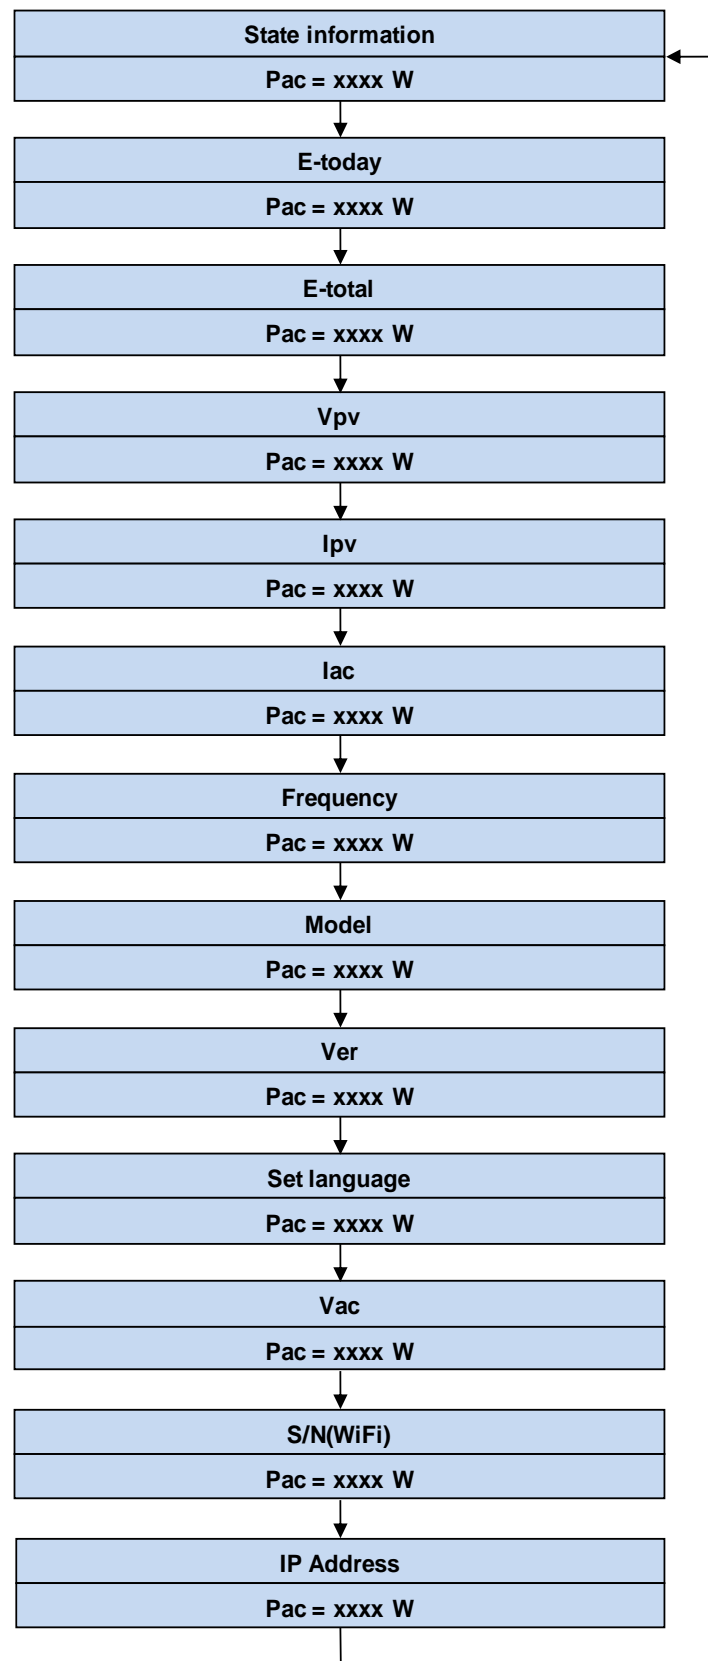 State information
Pac = xxxx W
E-today
Pac = xxxx W
E-total
Pac = xxxx W
Vpv
Pac = xxxx W
Ipv
Pac = xxxx W
Iac
Pac = xxxx W
Frequency
Pac = xxxx W
Model
Pac = xxxx W
Ver
Pac = xxxx W
Set language
Pac = xxxx W
Vac
Pac = xxxx W
S/N(WiFi)
Pac = xxxx W
IP Address
Pac = xxxx W